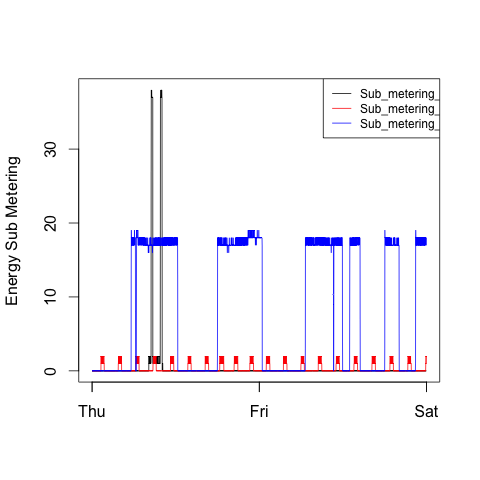 Sub_metering_
Sub_metering_
Sub_metering_
Energy Sub Metering
30
20
10
0
Thu Fri Sat